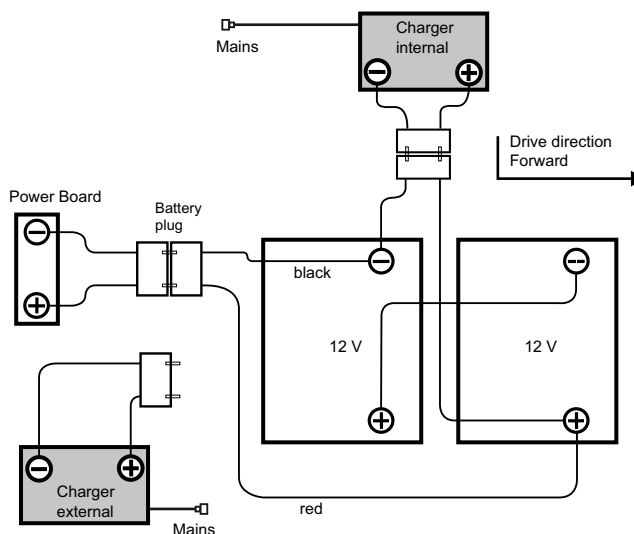 Charger
internal
Mains
Drive direction
Forward
Power Board
Battery
plug
black
12 V
12 V
Charger
external
red
Mains